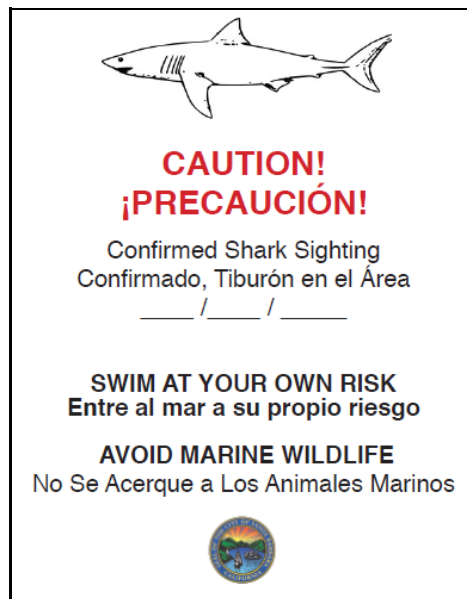 CAUTION!
¡PRECAUCIÓN!
Confirmed Shark Sighting
Confirmado, Tiburón en el Área
____ /____ / _____
SWIM AT YOUR OWN RISK
Entre al mar a su propio riesgo
AVOID MARINE WILDLIFE
No Se Acerque a Los Animales Marinos
CALIFORNIA